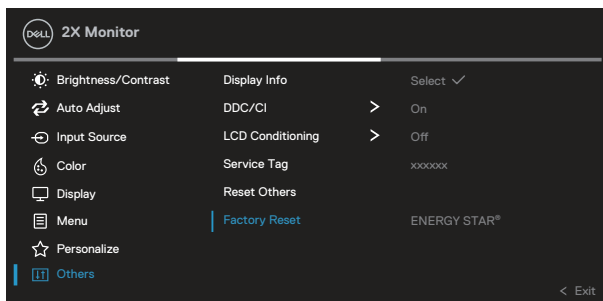 DELL 2X Monitor
Brightness/Contrast Display Info Select ✓
Auto Adjust DDC/CI > On
Input Source LCD Conditioning > Off
Color Service Tag xxxxxx
Display Reset Others
Menu Factory Reset ENERGY STAR®
Personalize
Others
< Exit